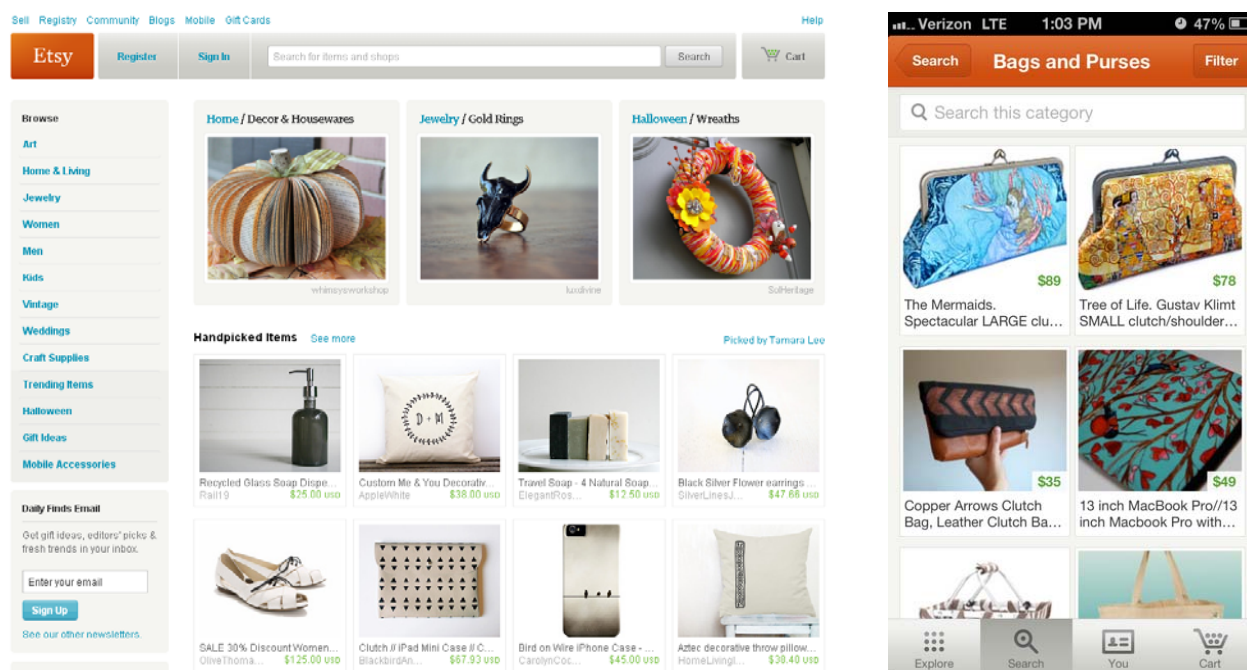 Sell Registry Community Blogs Mobile Gift Cards Help
Etsy Register Sign In Search for items and shops Search Cart
Browse
Art
Home & Living
Jewelry
Women
Men
Kids
Vintage
Weddings
Craft Supplies
Trending Items
Halloween
Gift Ideas
Mobile Accessories
Daily Finds Email
Get gift ideas, editors' picks &
fresh trends in your inbox.
Enter your email
Sign Up
See our other newsletters.
Home / Decor & Housewares Jewelry / Gold Rings Halloween / Wreaths
whimsysworkshop luxdivine SolHeritage
Handpicked Items See more Picked by Tamara Lee
D + M
Recycled Glass Soap Dispe... Custom Me & You Decorativ... Travel Soap - 4 Natural Soap... Black Silver Flower earrings ...
Rail19 $25.00 USD AppleWhite $38.00 USD ElegantRos... $12.50 USD SilverLinesJ... $47.66 USD
SALE 30% Discount Women... Clutch // iPad Mini Case // C... Bird on Wire iPhone Case - ... Aztec decorative throw pillow...
OliveThoma... $125.00 USD BlackbirdAn... $67.93 USD CarolynCoc... $45.00 USD HomeLivingI... $38.40 USD
Verizon LTE 1:03 PM 47%
Search Bags and Purses Filter
Search this category
$89 $78
The Mermaids. Tree of Life. Gustav Klimt
Spectacular LARGE clu... SMALL clutch/shoulder...
$35 $49
Copper Arrows Clutch 13 inch MacBook Pro//13
Bag, Leather Clutch Ba... inch Macbook Pro with...
Explore Search You Cart